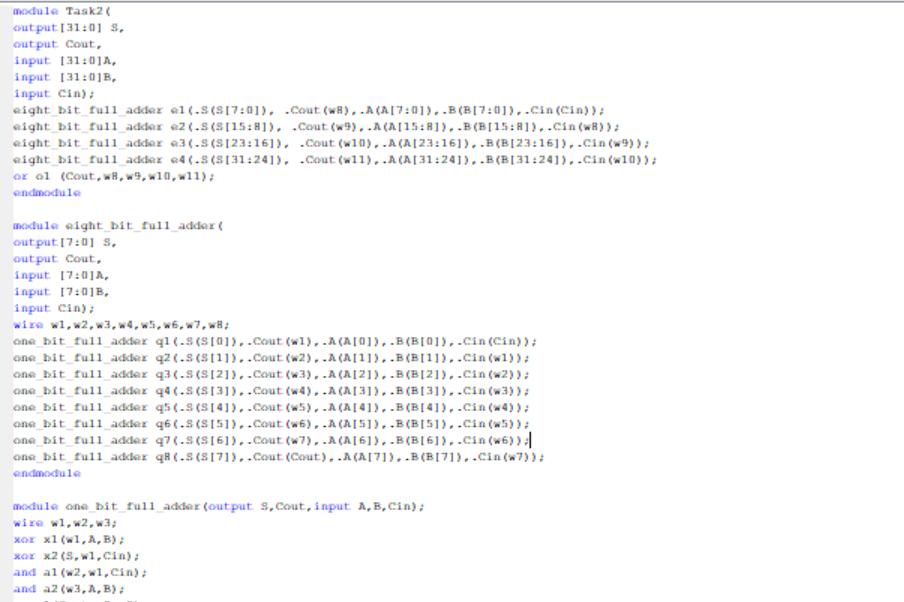 module Task2(
output[31:0] S,
output Cout,
input [31:0]A,
input [31:0]B,
input Cin);
eight_bit_full_adder e1(.S(S[7:0]), .Cout(w8),.A(A[7:0]),.B(B[7:0]),.Cin(Cin));
eight_bit_full_adder e2(.S(S[15:8]), .Cout(w9),.A(A[15:8]),.B(B[15:8]),.Cin(w8));
eight_bit_full_adder e3(.S(S[23:16]), .Cout(w10),.A(A[23:16]),.B(B[23:16]),.Cin(w9));
eight_bit_full_adder e4(.S(S[31:24]), .Cout(w11),.A(A[31:24]),.B(B[31:24]),.Cin(w10));
or o1 (Cout,w8,w9,w10,w11);
endmodule
module eight_bit_full_adder(
output[7:0] S,
output Cout,
input [7:0]A,
input [7:0]B,
input Cin);
wire w1,w2,w3,w4,w5,w6,w7,w8;
one_bit_full_adder q1(.S(S[0]),.Cout(w1),.A(A[0]),.B(B[0]),.Cin(Cin));
one_bit_full_adder q2(.S(S[1]),.Cout(w2),.A(A[1]),.B(B[1]),.Cin(w1));
one_bit_full_adder q3(.S(S[2]),.Cout(w3),.A(A[2]),.B(B[2]),.Cin(w2));
one_bit_full_adder q4(.S(S[3]),.Cout(w4),.A(A[3]),.B(B[3]),.Cin(w3));
one_bit_full_adder q5(.S(S[4]),.Cout(w5),.A(A[4]),.B(B[4]),.Cin(w4));
one_bit_full_adder q6(.S(S[5]),.Cout(w6),.A(A[5]),.B(B[5]),.Cin(w5));
one_bit_full_adder q7(.S(S[6]),.Cout(w7),.A(A[6]),.B(B[6]),.Cin(w6));
one_bit_full_adder q8(.S(S[7]),.Cout(Cout),.A(A[7]),.B(B[7]),.Cin(w7));
endmodule
module one_bit_full_adder(output S,Cout,input A,B,Cin);
wire w1,w2,w3;
xor x1(w1,A,B);
xor x2(S,w1,Cin);
and a1(w2,w1,Cin);
and a2(w3,A,B);